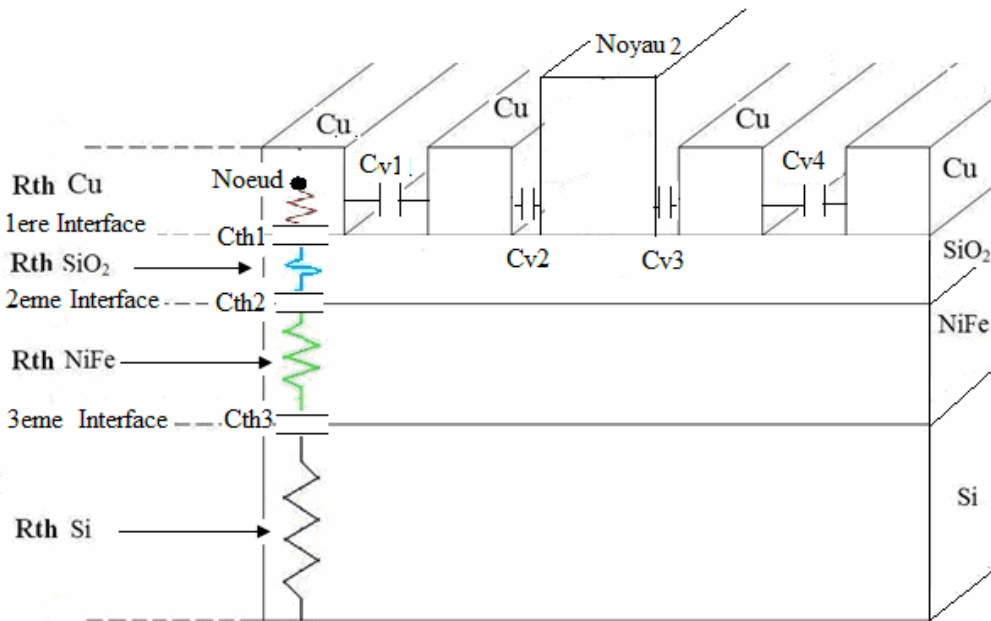 Noyau 2
Cu
Cu
Cu
Cu
Cv1
Cv4
Noeud
Rth Cu
1ere Interface
Cth1
Cv2
Cv3
SiO₂
Rth SiO₂
2eme Interface
Cth2
NiFe
Rth NiFe
3eme Interface
Cth3
Si
Rth Si